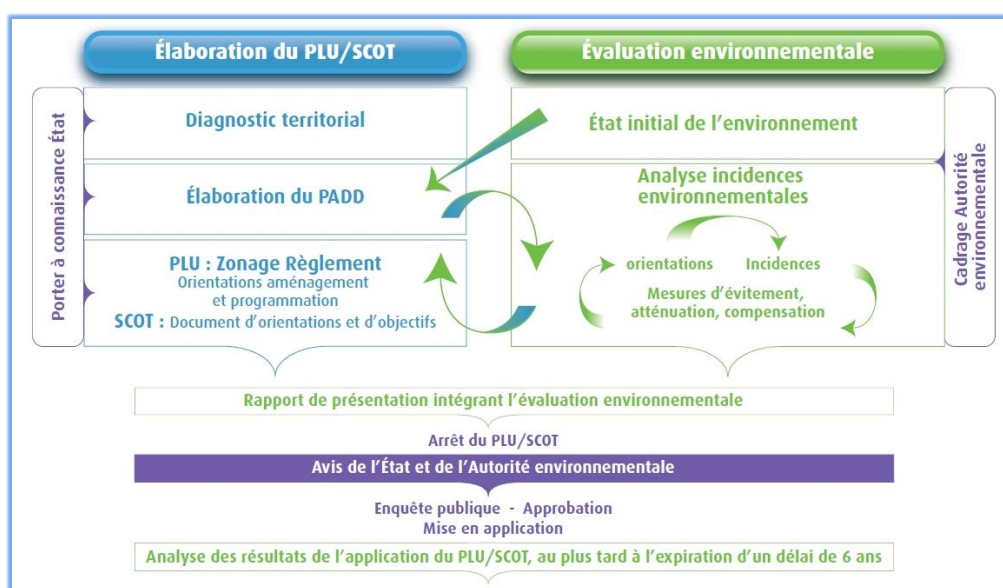 Élaboration du PLU/SCOT
Évaluation environnementale
Porter à connaissance État
Diagnostic territorial
Élaboration du PADD
PLU : Zonage Règlement
Orientations aménagement
et programmation
SCOT : Document d'orientations et d'objectifs
État initial de l'environnement
Analyse incidences
environnementales
orientations
Incidences
Mesures d'évitement,
atténuation, compensation
Cadrage Autorité
environnementale
Rapport de présentation intégrant l'évaluation environnementale
Arrêt du PLU/SCOT
Avis de l'État et de l'Autorité environnementale
Enquête publique - Approbation
Mise en application
Analyse des résultats de l'application du PLU/SCOT, au plus tard à l'expiration d'un délai de 6 ans